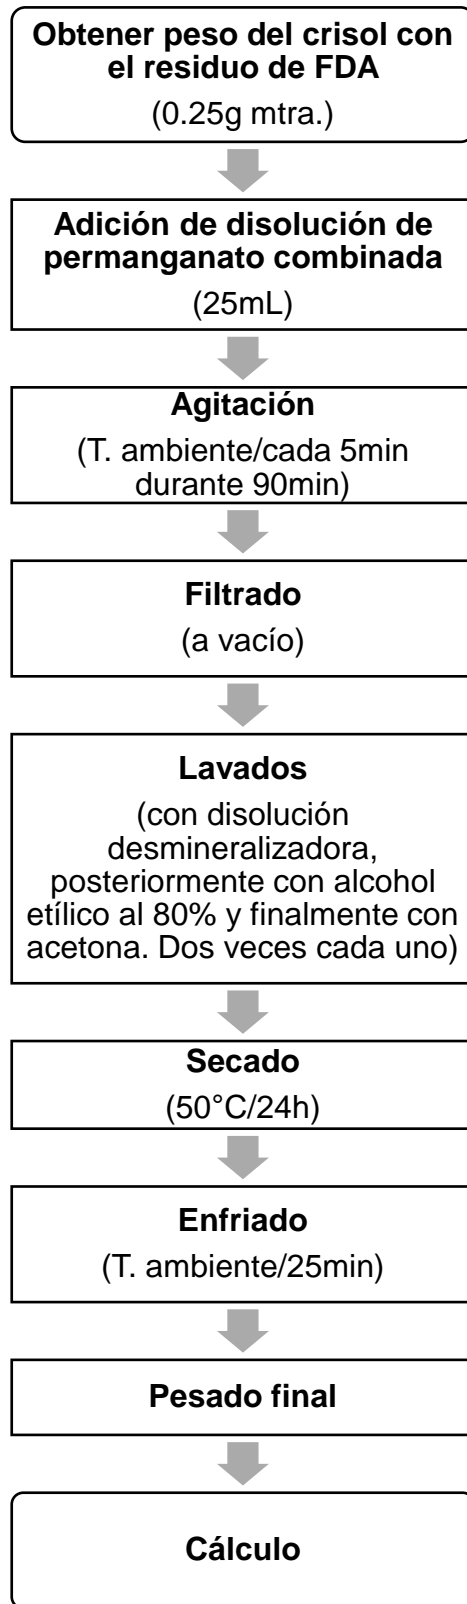 Obtener peso del crisol con
el residuo de FDA
(0.25g mtra.)
Adición de disolución de
permanganato combinada
(25mL)
Agitación
(T. ambiente/cada 5min
durante 90min)
Filtrado
(a vacío)
Lavados
(con disolución
desmineralizadora,
posteriormente con alcohol
etílico al 80% y finalmente con
acetona. Dos veces cada uno)
Secado
(50°C/24h)
Enfriado
(T. ambiente/25min)
Pesado final
Cálculo